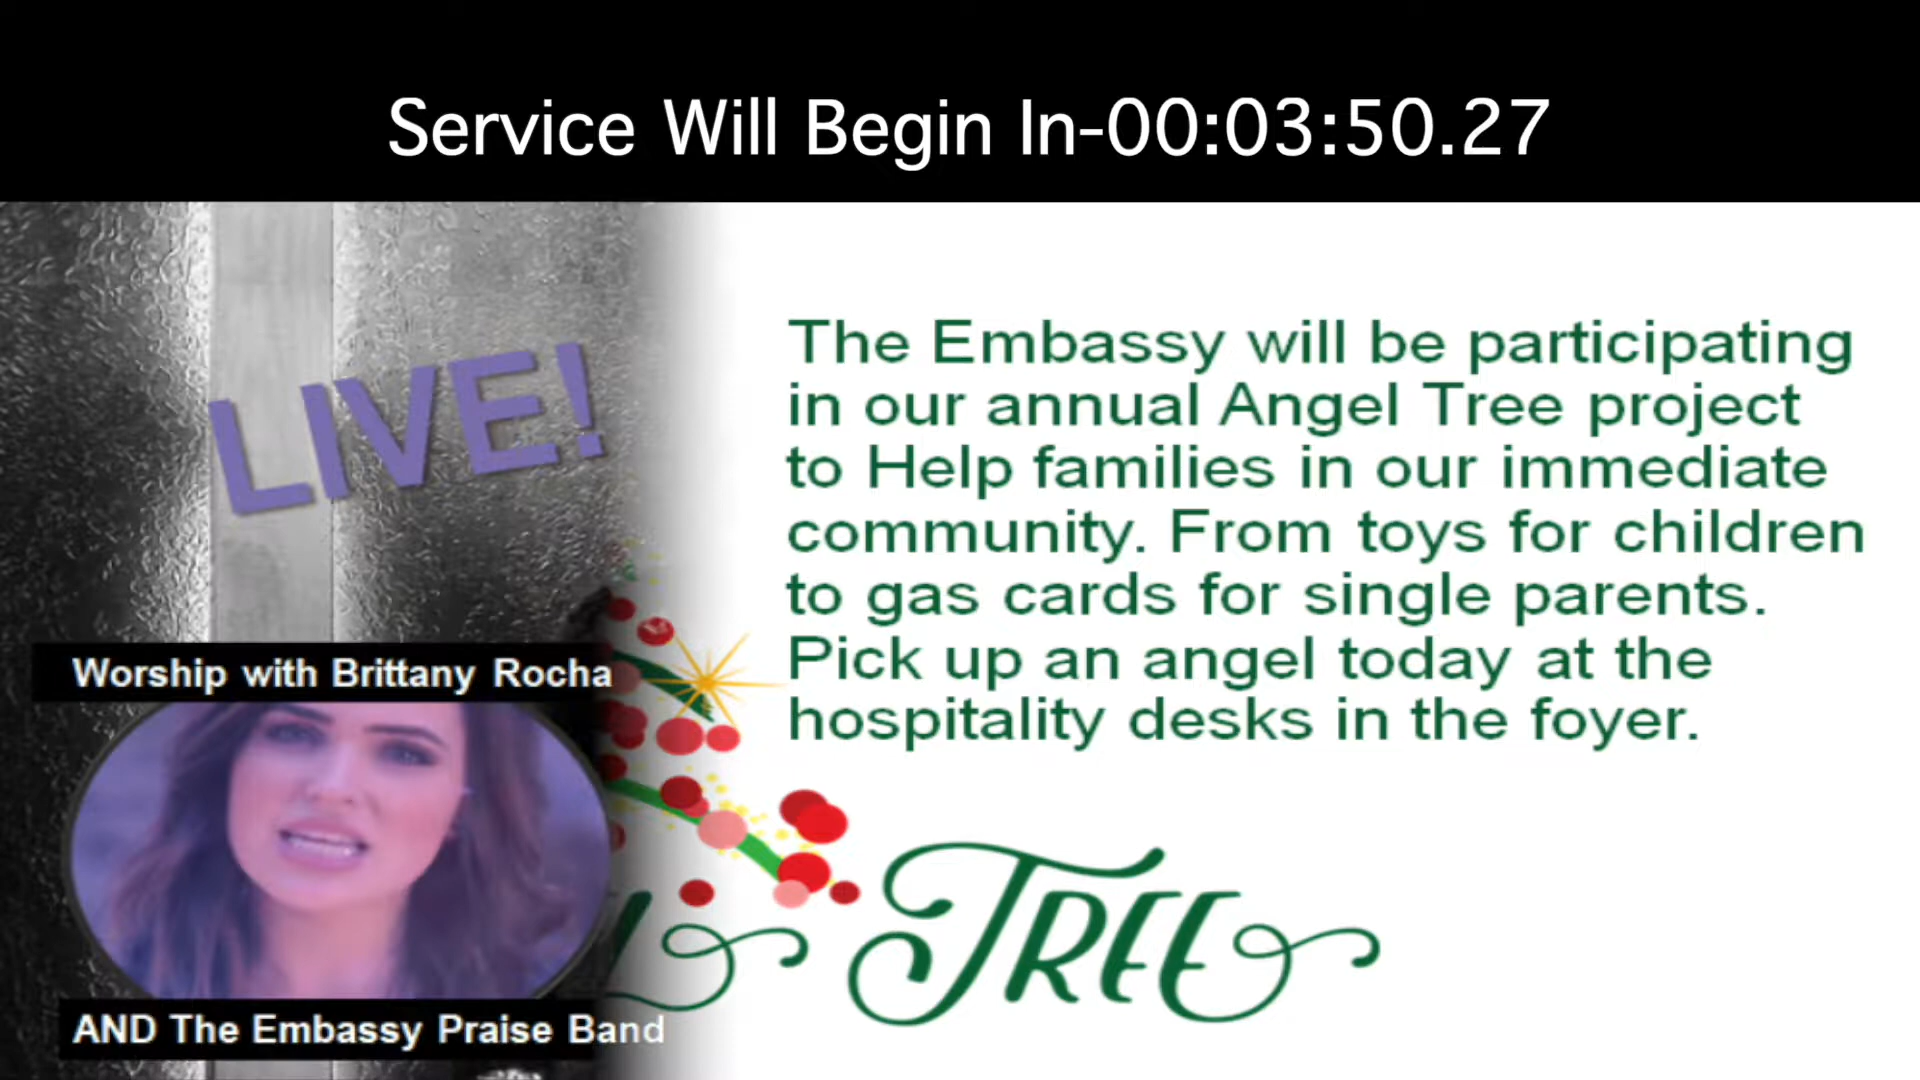 Service Will Begin In-00:03:50.27
LIVE!
Worship with Brittany Rocha
AND The Embassy Praise Band
The Embassy will be participating
in our annual Angel Tree project
to Help families in our immediate
community. From toys for children
to gas cards for single parents.
Pick up an angel today at the
hospitality desks in the foyer.
TREE